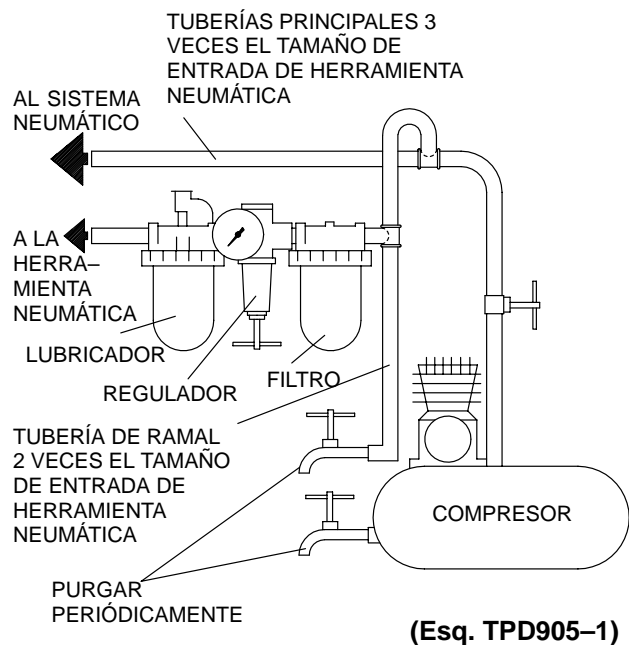 TUBERÍAS PRINCIPALES 3
VECES EL TAMAÑO DE
ENTRADA DE HERRAMIENTA
NEUMÁTICA
AL SISTEMA
NEUMÁTICO
A LA
HERRA–
MIENTA
NEUMÁTICA
LUBRICADOR
REGULADOR
FILTRO
TUBERÍA DE RAMAL
2 VECES EL TAMAÑO
DE ENTRADA DE
HERRAMIENTA
NEUMÁTICA
COMPRESOR
PURGAR
PERIÓDICAMENTE
(Esq. TPD905–1)